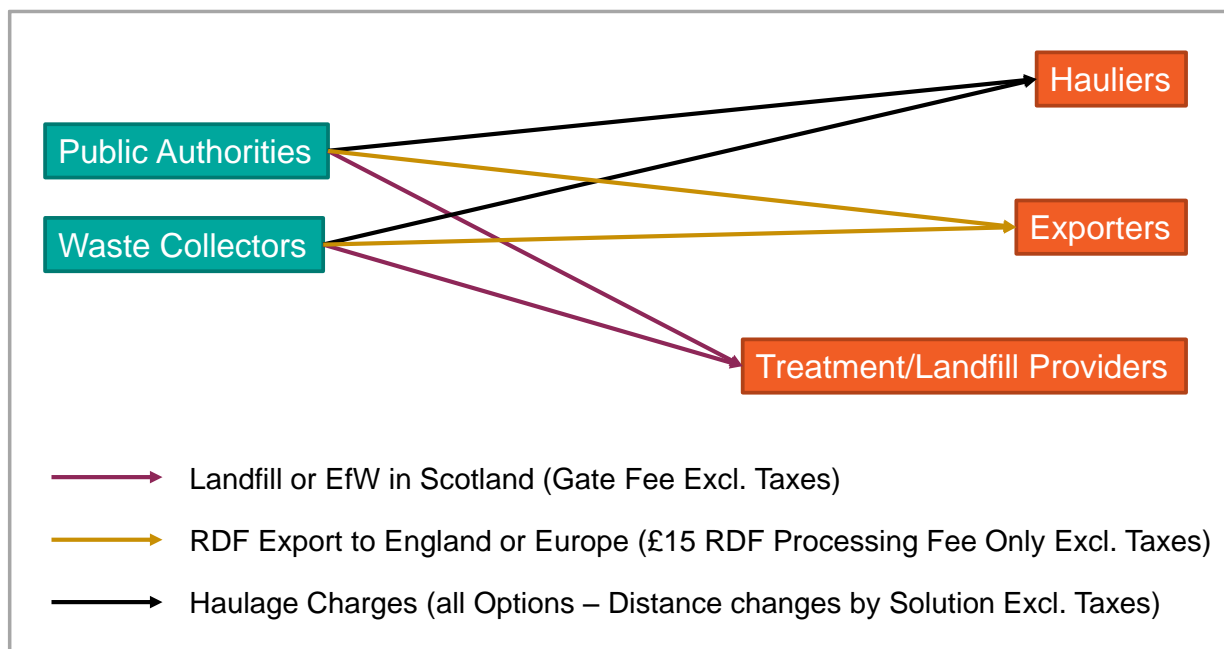 Hauliers
Public Authorities
Waste Collectors
Exporters
Treatment/Landfill Providers
Landfill or EfW in Scotland (Gate Fee Excl. Taxes)
RDF Export to England or Europe (£15 RDF Processing Fee Only Excl. Taxes)
Haulage Charges (all Options – Distance changes by Solution Excl. Taxes)